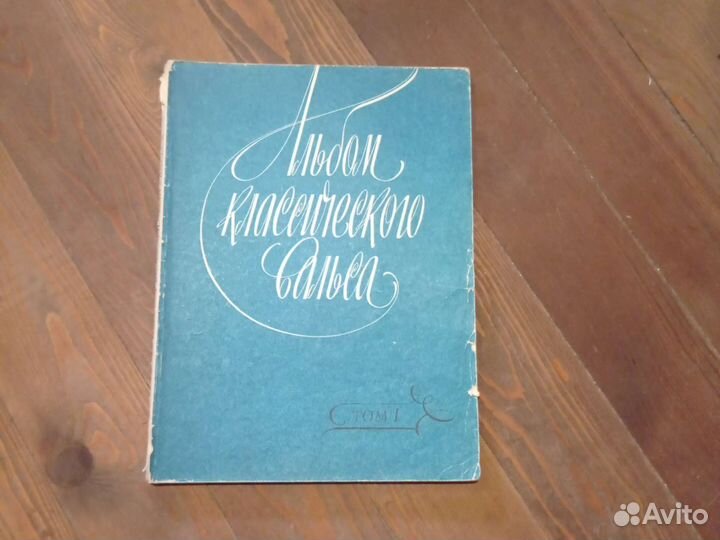 Альбом
классического
вальса
ТОМ I
Avito